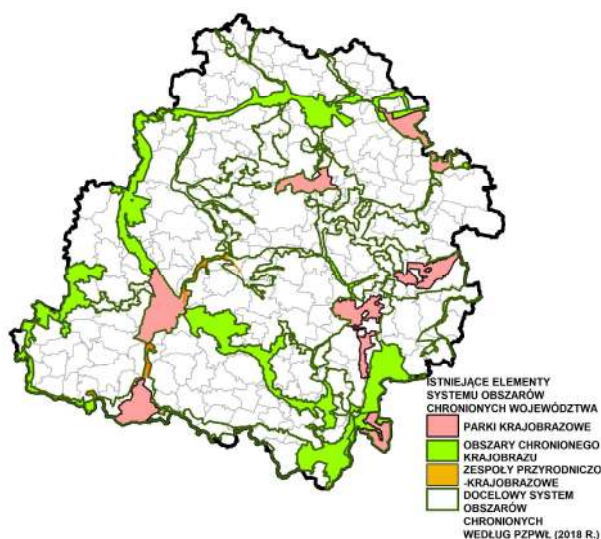 ISTNIEJĄCE ELEMENTY
SYSTEMU OBSZARÓW
CHRONIONYCH WOJEWÓDZTWA
PARKI KRAJOBRAZOWE
OBSZARY CHRONIONEGO
KRAJOBRAZU
ZESPOŁY PRZYRODNICZO
-KRAJOBRAZOWE
DOCELOWY SYSTEM
OBSZARÓW
CHRONIONYCH
WEDŁUG PZPWŁ (2018 R.)